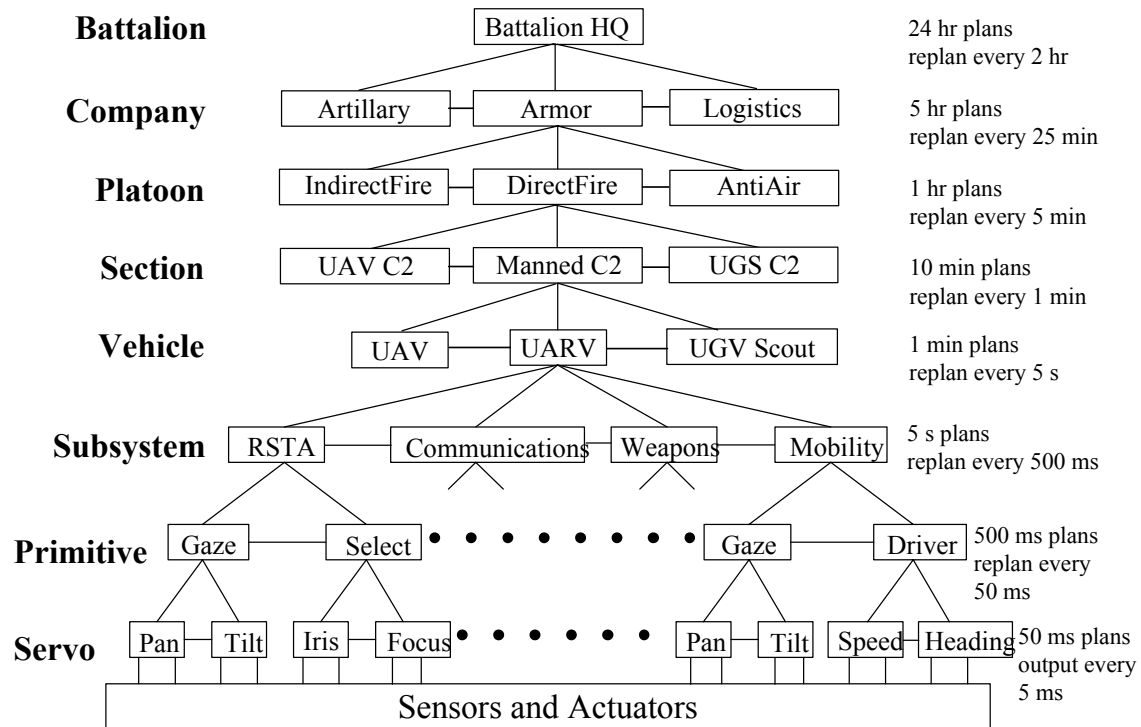 Battalion
Battalion HQ
24 hr plans
replan every 2 hr
Company
Artillary
Armor
Logistics
5 hr plans
replan every 25 min
Platoon
IndirectFire
DirectFire
AntiAir
1 hr plans
replan every 5 min
Section
UAV C2
Manned C2
UGS C2
10 min plans
replan every 1 min
Vehicle
UAV
UARV
UGV Scout
1 min plans
replan every 5 s
Subsystem
RSTA
Communications
Weapons
Mobility
5 s plans
replan every 500 ms
Primitive
Gaze
Select
Gaze
Driver
500 ms plans
replan every
50 ms
Servo
Pan
Tilt
Iris
Focus
Pan
Tilt
Speed
Heading
50 ms plans
output every
5 ms
Sensors and Actuators